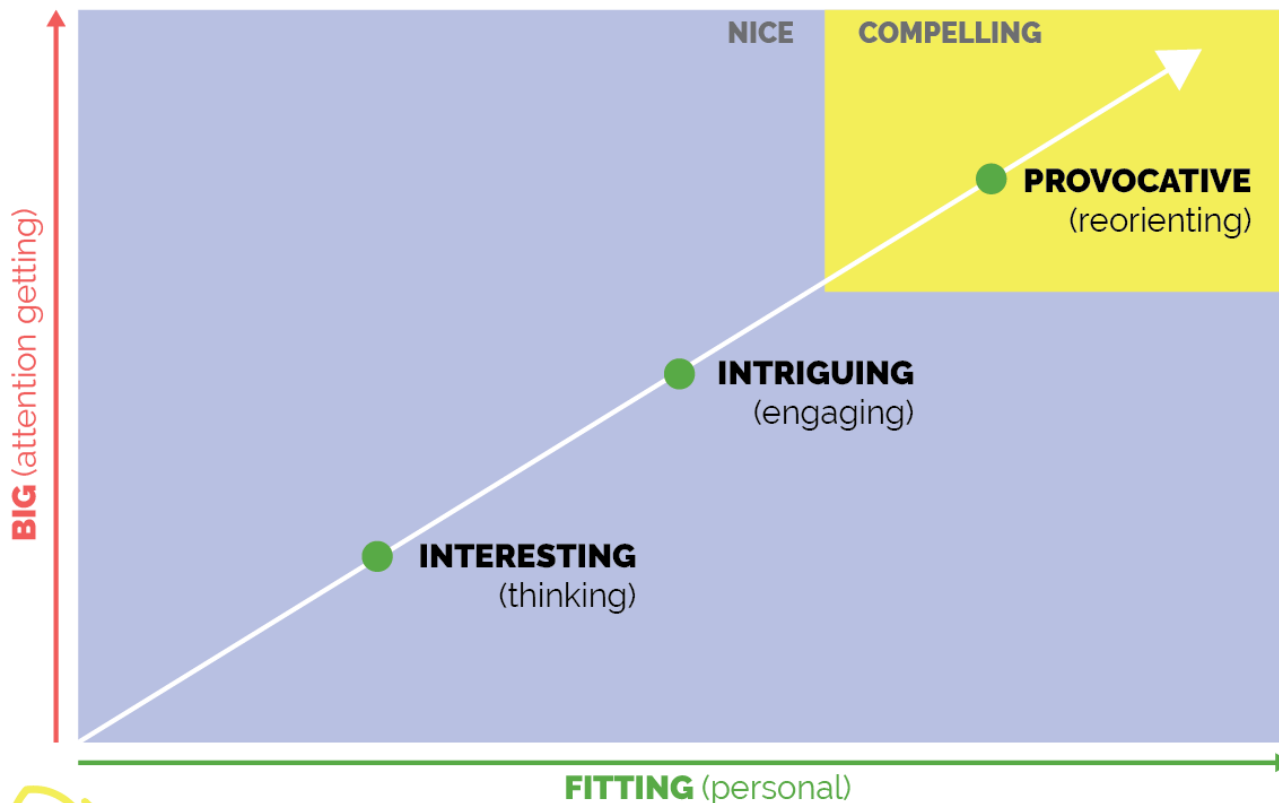 NICE COMPELLING
PROVOCATIVE
(reorienting)
INTRIGUING
(engaging)
INTERESTING
(thinking)
BIG (attention getting)
FITTING (personal)